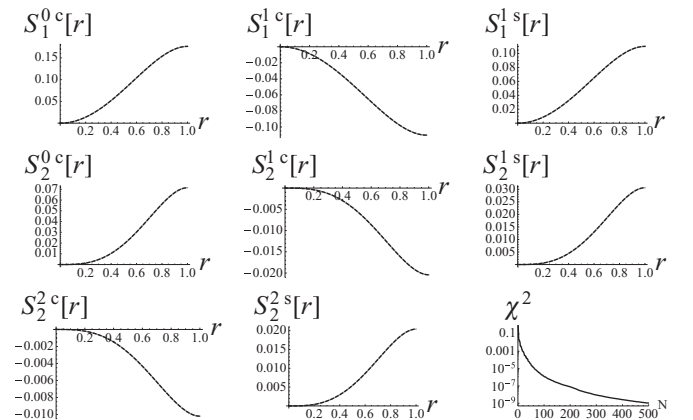 S_1^{0 c}[r] S_1^{1 c}[r] S_1^{1 s}[r]
0.15 0.10 0.05 0.2 0.4 0.6 0.8 1.0 r
−0.02 −0.04 −0.06 −0.08 −0.10 0.2 0.4 0.6 0.8 1.0 r
0.10 0.08 0.06 0.04 0.02 0.2 0.4 0.6 0.8 1.0 r
S_2^{0 c}[r] S_2^{1 c}[r] S_2^{1 s}[r]
0.07 0.06 0.05 0.04 0.03 0.02 0.01 0.2 0.4 0.6 0.8 1.0 r
−0.005 −0.010 −0.015 −0.020 0.2 0.4 0.6 0.8 1.0 r
0.030 0.025 0.020 0.015 0.010 0.005 0.2 0.4 0.6 0.8 1.0 r
S_2^{2 c}[r] S_2^{2 s}[r] χ^2
−0.002 −0.004 −0.006 −0.008 −0.010 0.2 0.4 0.6 0.8 1.0 r
0.020 0.015 0.010 0.005 0.2 0.4 0.6 0.8 1.0 r
0.1 0.001 10^{−5} 10^{−7} 10^{−9} 0 100 200 300 400 500 N